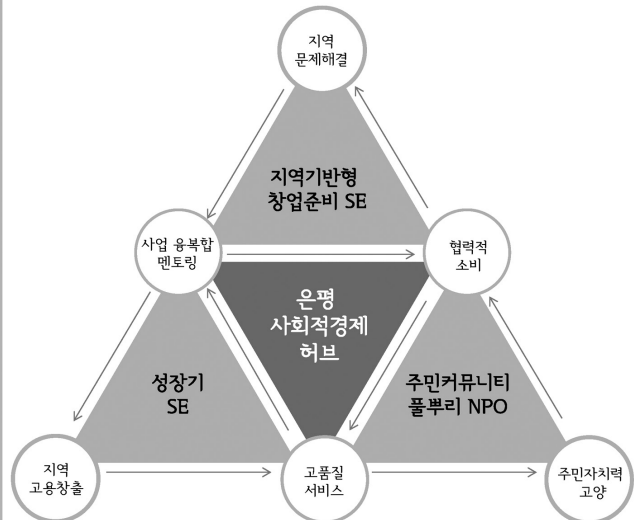 지역
문제해결
지역기반형
창업준비 SE
사업 융복합
멘토링
협력적
소비
은평
사회적경제
허브
성장기
SE
주민커뮤니티
풀뿌리 NPO
지역
고용창출
고품질
서비스
주민자치력
고양